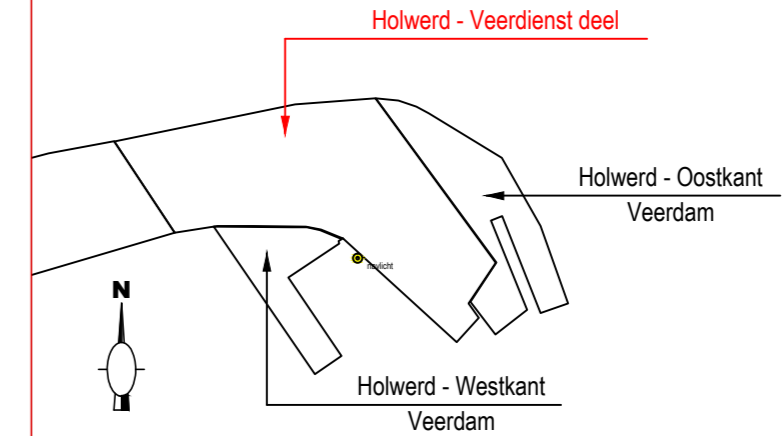 Holwerd - Veerdienst deel
Holwerd - Oostkant
Veerdam
navlicht
N
Holwerd - Westkant
Veerdam